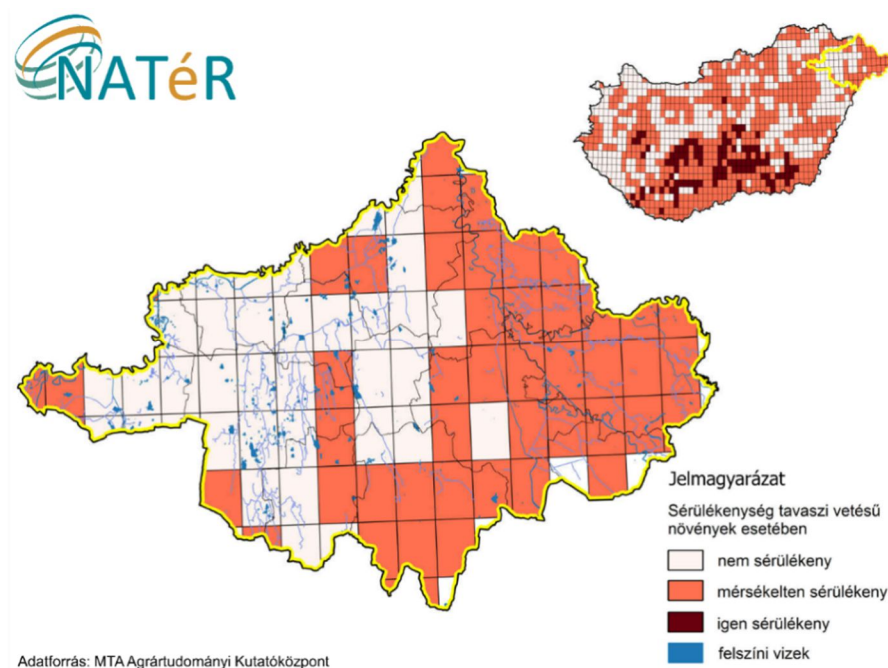 NATéR
Jelmagyarázat
Sérülékenység tavaszi vetésű
növények esetében
nem sérülékeny
mérsékelten sérülékeny
igen sérülékeny
felszíni vizek
Adatforrás: MTA Agrártudományi Kutatóközpont